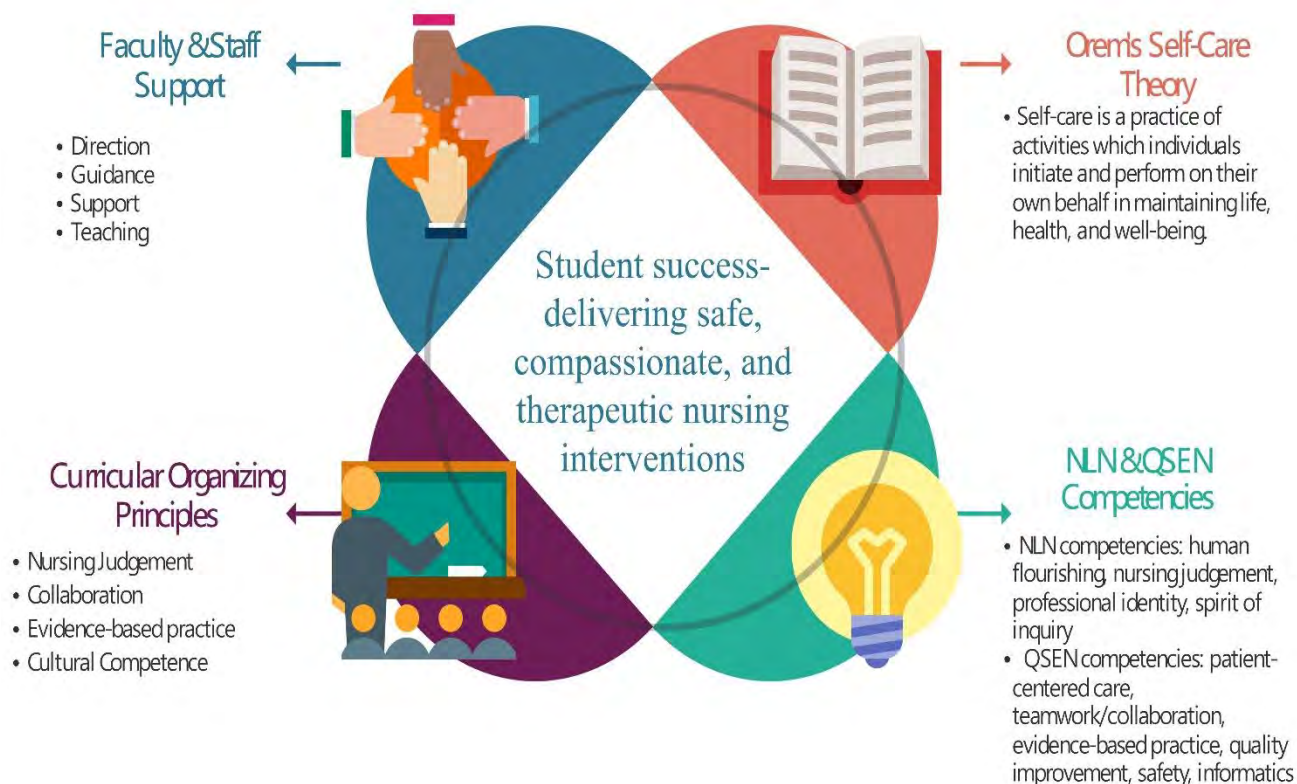 Faculty & Staff
Support
• Direction
• Guidance
• Support
• Teaching
Orem's Self-Care
Theory
• Self-care is a practice of
activities which individuals
initiate and perform on their
own behalf in maintaining life,
health, and well-being.
Student success-
delivering safe,
compassionate, and
therapeutic nursing
interventions
Curricular Organizing
Principles
• Nursing Judgement
• Collaboration
• Evidence-based practice
• Cultural Competence
NLN & QSEN
Competencies
• NLN competencies: human
flourishing, nursing judgement,
professional identity, spirit of
inquiry
• QSEN competencies: patient-
centered care,
teamwork/collaboration,
evidence-based practice, quality
improvement, safety, informatics